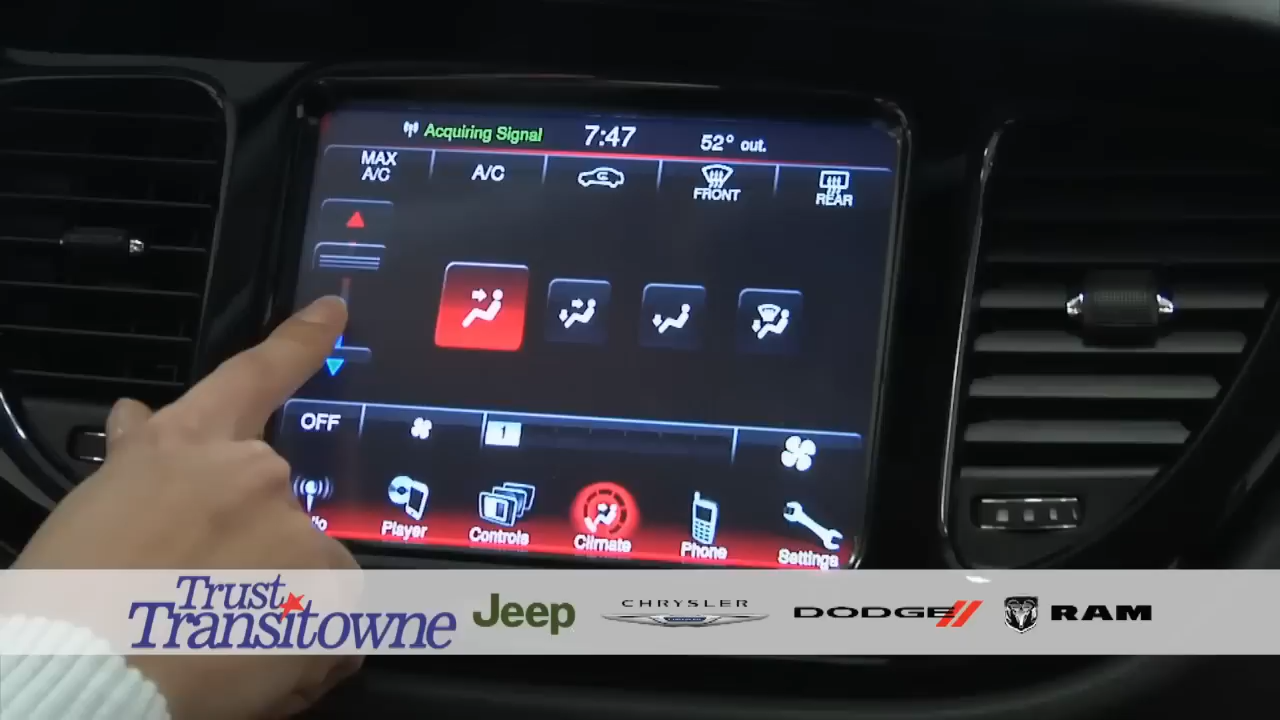 Acquiring Signal 7:47 52° out.
MAX A/C A/C FRONT REAR
OFF 1
Player Controls Climate Phone Settings
Trust Transitowne Jeep CHRYSLER DODGE RAM